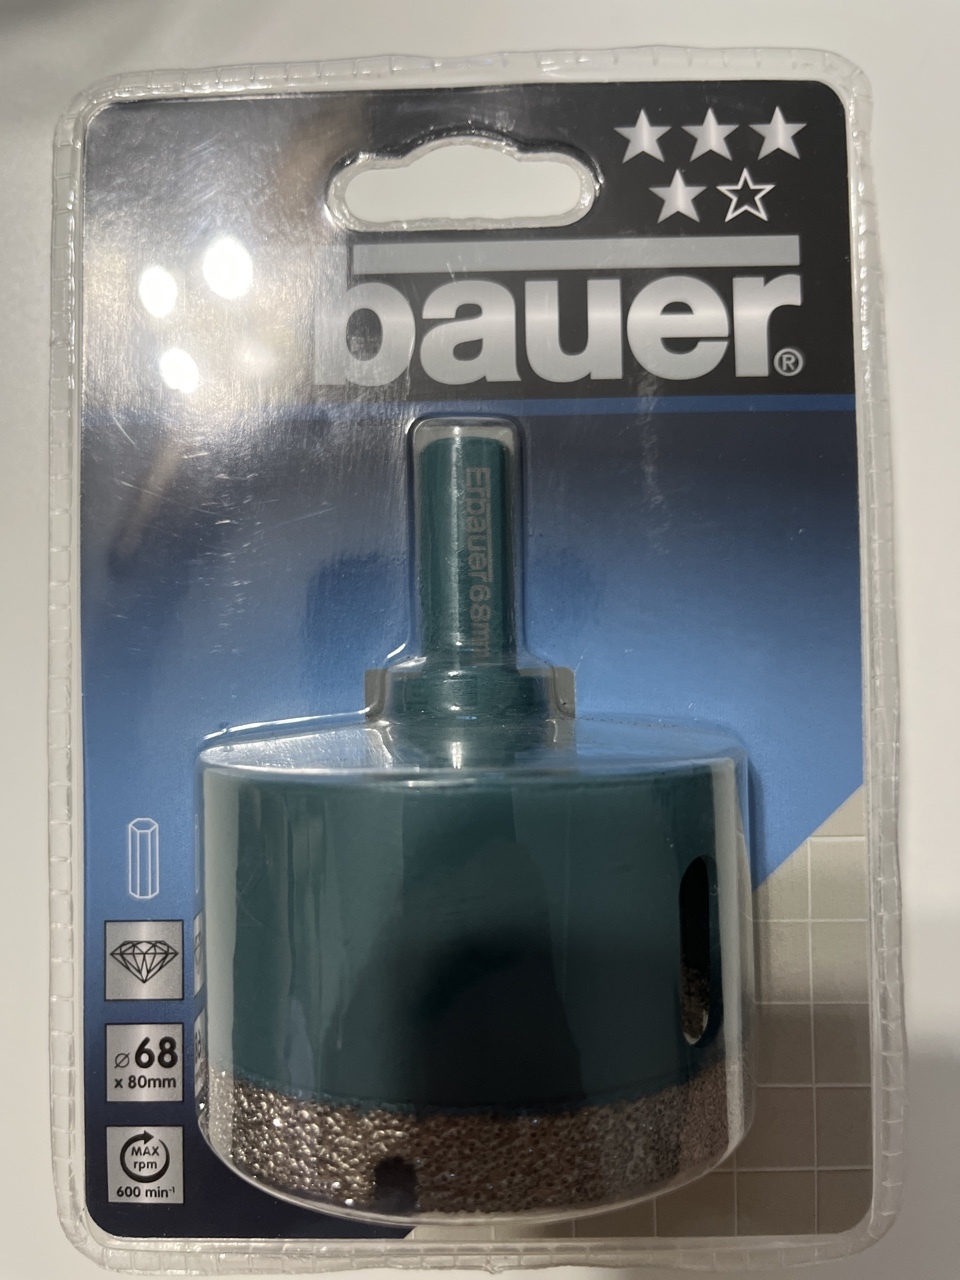 bauer®
Erbauer 68mm
⌀ 68
x 80mm
MAX
rpm
600 min⁻¹